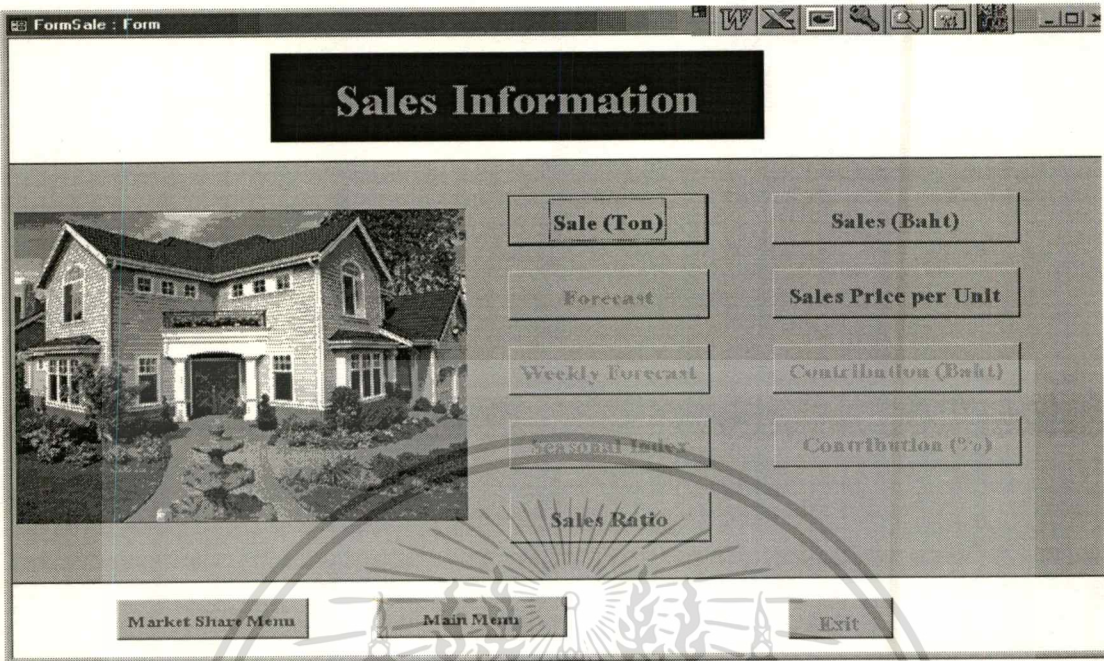 FormSale : Form
Sales Information
Sale (Ton)
Sales (Baht)
Forecast
Sales Price per Unit
Weekly Forecast
Contribution (Baht)
Seasonal Index
Contribution (%)
Sales Ratio
Market Share Menu
Main Menu
Exit